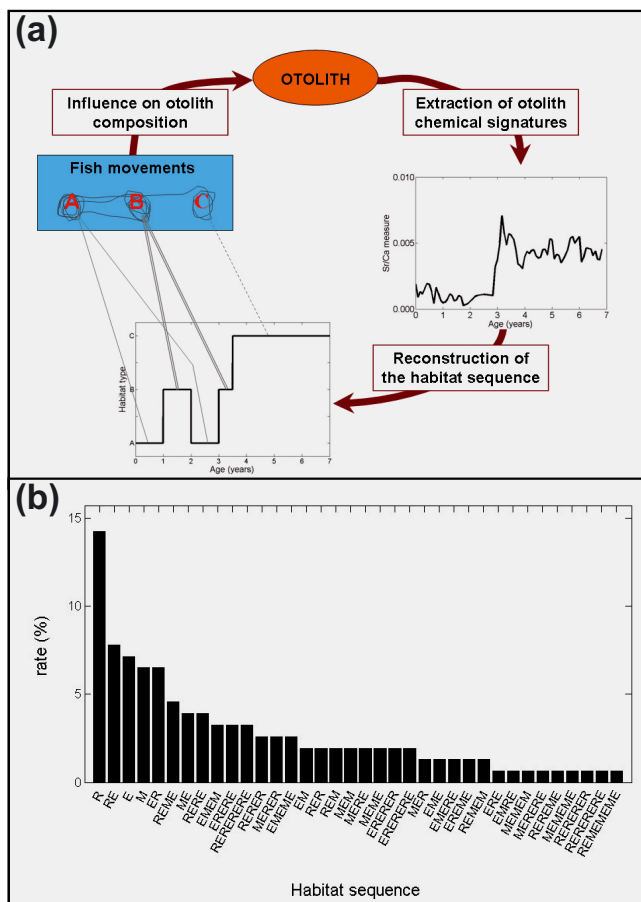 (a)
OTOLITH
Influence on otolith
composition
Extraction of otolith
chemical signatures
Fish movements
A
B
C
0.010
0.005
0.000
Sr/Ca measure
0 1 2 3 4 5 6 7
Age (years)
Reconstruction of
the habitat sequence
C
B
A
Habitat type
0 1 2 3 4 5 6 7
Age (years)
(b)
15
10
5
0
rate (%)
R
RE
E
M
ER
REME
ME
RERE
EMEM
ERERE
RERERERE
RERER
MERER
EMEME
EM
RER
REM
MEM
MERE
MEME
ERERER
ERERERE
MER
EME
EMERE
EREME
REMEM
ERE
EMRE
MEMEM
MERERE
REREME
MEMEME
RERERER
RERERERE
REMEMEME
Habitat sequence